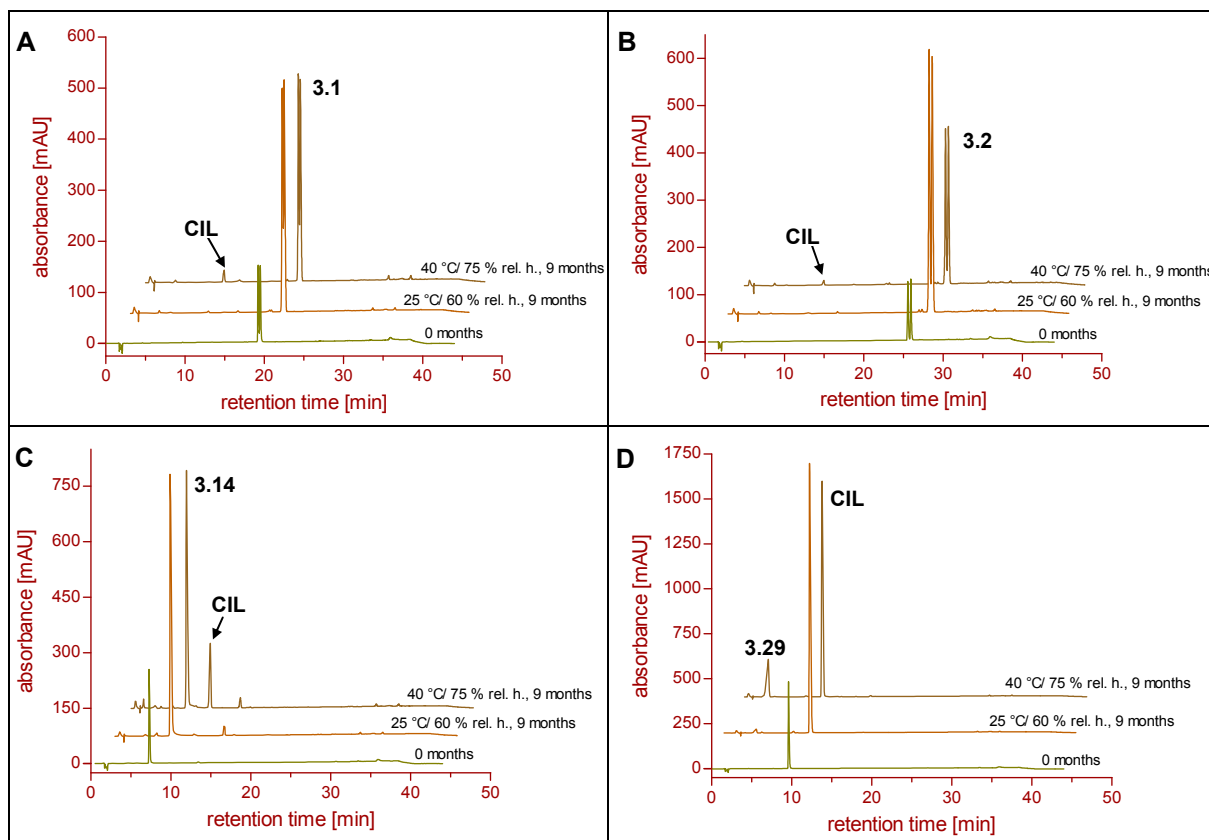 A
600
500
400
300
200
100
0
absorbance [mAU]
3.1
CIL
40 °C/ 75 % rel. h., 9 months
25 °C/ 60 % rel. h., 9 months
0 months
0 10 20 30 40 50
retention time [min]
B
600
500
400
300
200
100
0
absorbance [mAU]
3.2
CIL
40 °C/ 75 % rel. h., 9 months
25 °C/ 60 % rel. h., 9 months
0 months
0 10 20 30 40 50
retention time [min]
C
750
600
450
300
150
0
absorbance [mAU]
3.14
CIL
40 °C/ 75 % rel. h., 9 months
25 °C/ 60 % rel. h., 9 months
0 months
0 10 20 30 40 50
retention time [min]
D
1750
1500
1250
1000
750
500
250
0
absorbance [mAU]
CIL
3.29
40 °C/ 75 % rel. h., 9 months
25 °C/ 60 % rel. h., 9 months
0 months
0 10 20 30 40 50
retention time [min]